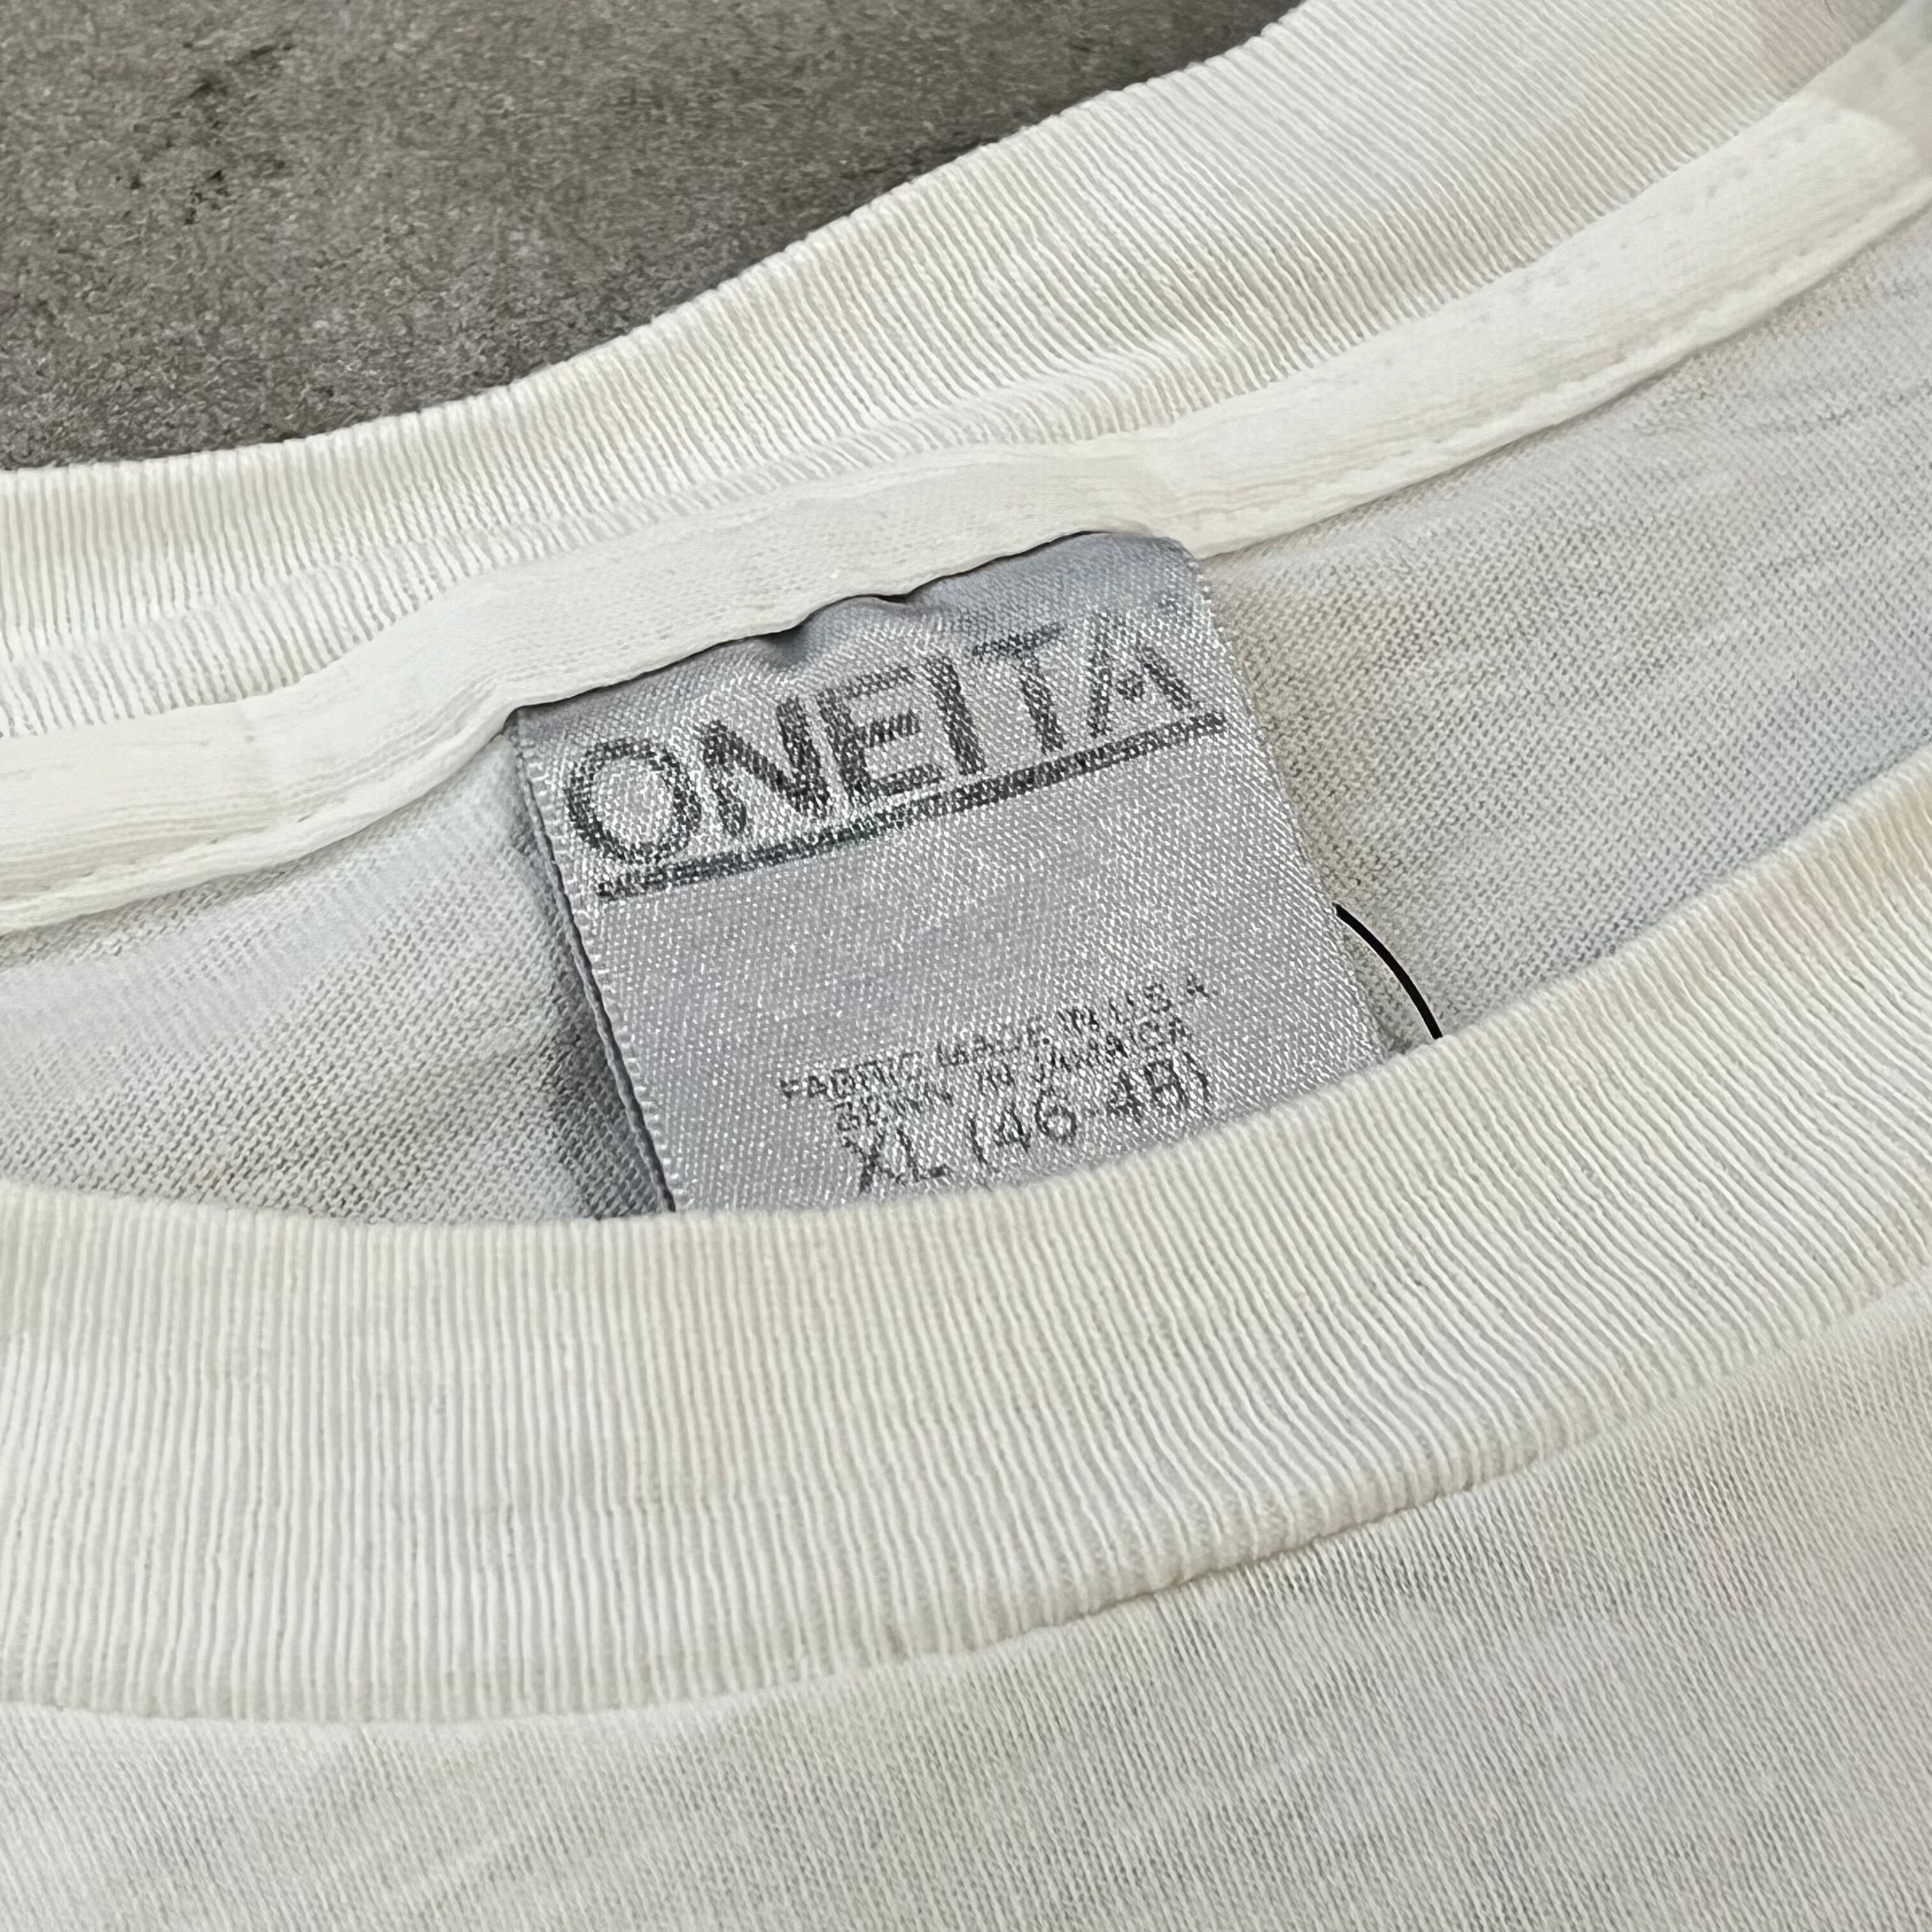 ONEITA
FABRIC MADE IN U.S.A
SEWN IN JAMAICA
XL (46-48)